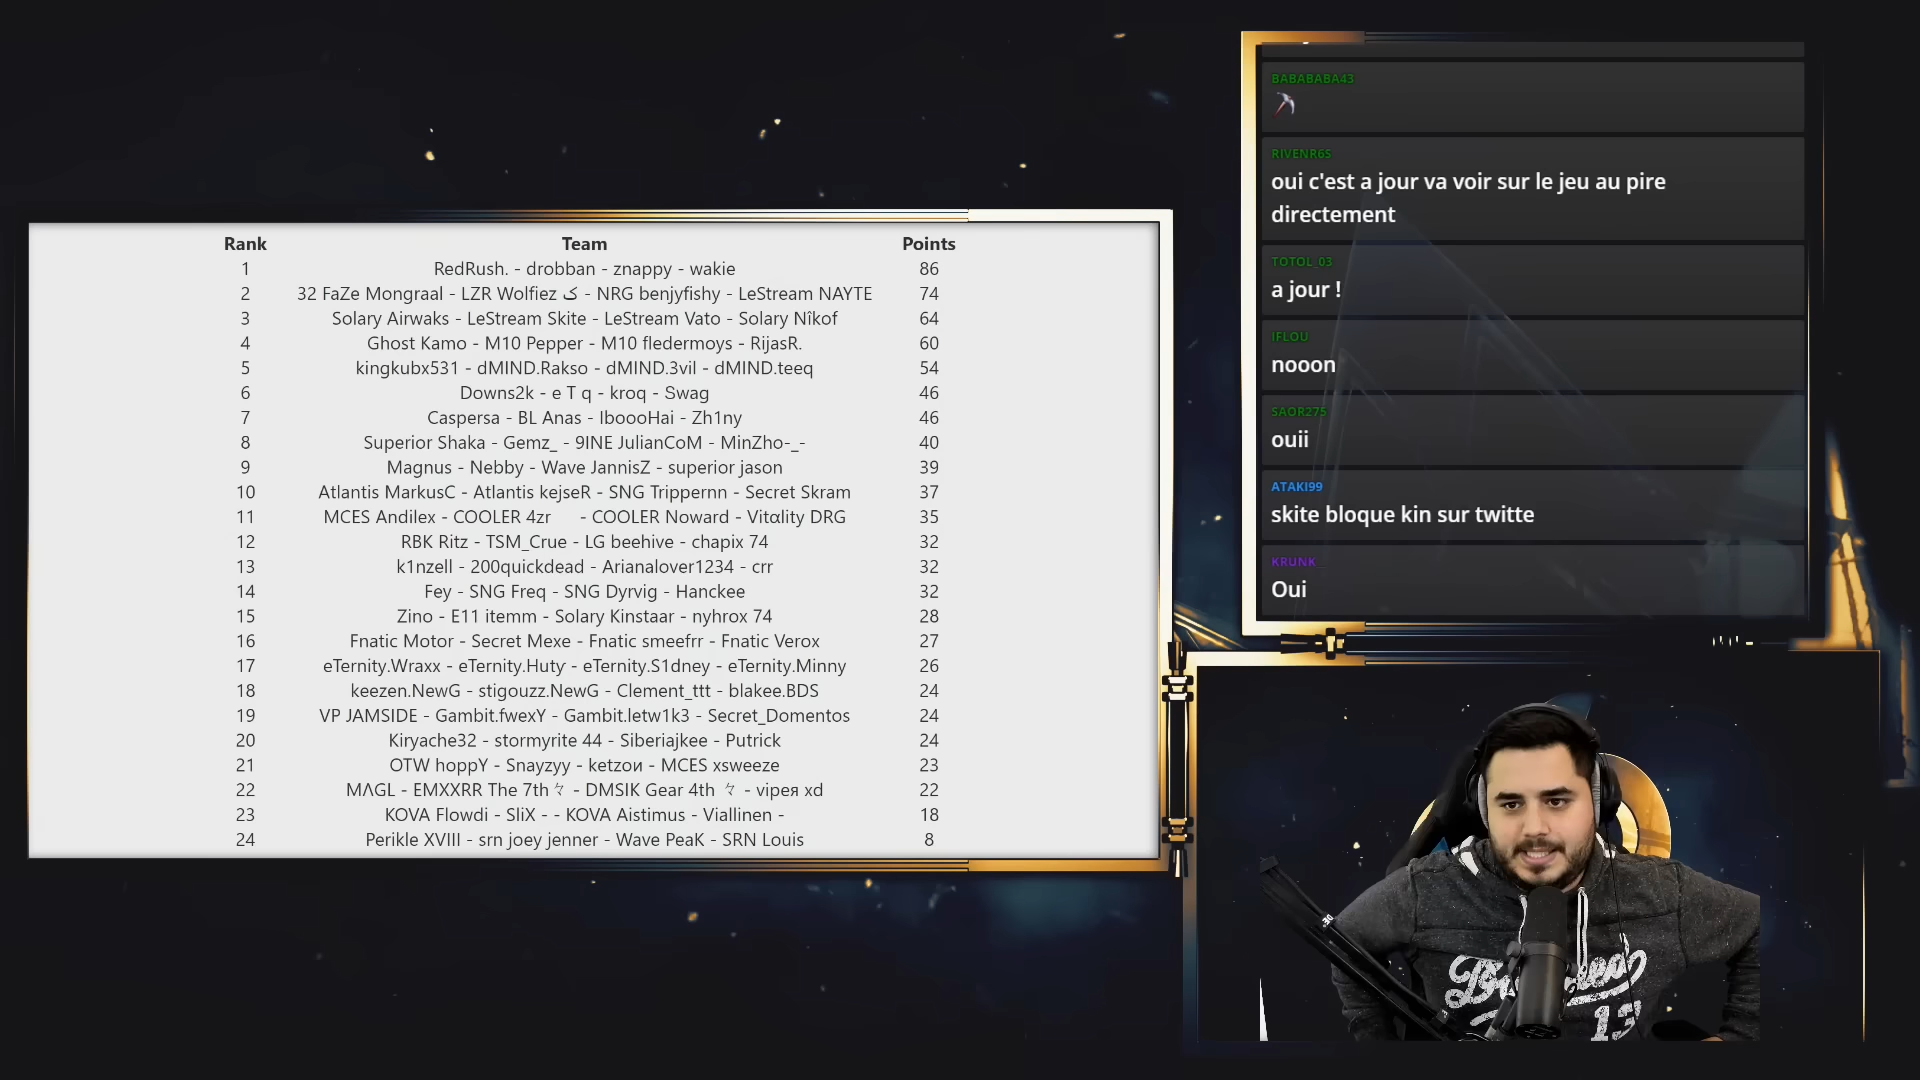 Rank Team Points
1 RedRush. - drobban - znappy - wakie 86
2 32 FaZe Mongraal - LZR Wolfiez ک - NRG benjyfishy - LeStream NAYTE 74
3 Solary Airwaks - LeStream Skite - LeStream Vato - Solary Nîkof 64
4 Ghost Kamo - M10 Pepper - M10 fledermoys - RijasR. 60
5 kingkubx531 - dMIND.Rakso - dMIND.3vil - dMIND.teeq 54
6 Downs2k - e T q - kroq - Swag 46
7 Caspersa - BL Anas - IboooHai - Zh1ny 46
8 Superior Shaka - Gemz_ - 9INE JulianCoM - MinZho-_- 40
9 Magnus - Nebby - Wave JannisZ - superior jason 39
10 Atlantis MarkusC - Atlantis kejseR - SNG Trippernn - Secret Skram 37
11 MCES Andilex - COOLER 4zr - COOLER Noward - Vitαlity DRG 35
12 RBK Ritz - TSM_Crue - LG beehive - chapix 74 32
13 k1nzell - 200quickdead - Arianalover1234 - crr 32
14 Fey - SNG Freq - SNG Dyrvig - Hanckee 32
15 Zino - E11 itemm - Solary Kinstaar - nyhrox 74 28
16 Fnatic Motor - Secret Mexe - Fnatic smeefrr - Fnatic Verox 27
17 eTernity.Wraxx - eTernity.Huty - eTernity.S1dney - eTernity.Minny 26
18 keezen.NewG - stigouzz.NewG - Clement_ttt - blakee.BDS 24
19 VP JAMSIDE - Gambit.fwexY - Gambit.letw1k3 - Secret_Domentos 24
20 Kiryache32 - stormyrite 44 - Siberiajkee - Putrick 24
21 OTW hoppY - Snayzyy - ketzoи - MCES xsweeze 23
22 MΛGL - EMXXRR The 7th ㄘ - DMSIK Gear 4th ㄘ - vipeя xd 22
23 KOVA Flowdi - SliX - - KOVA Aistimus - Viallinen - 18
24 Perikle XVIII - srn joey jenner - Wave PeaK - SRN Louis 8
BABABABA43
RIVENR65
oui c'est a jour va voir sur le jeu au pire
directement
TOTOL_03
a jour !
IFLOU
nooon
SAOR275
ouii
ATAKI99
skite bloque kin sur twitte
KRUNK_
Oui
13